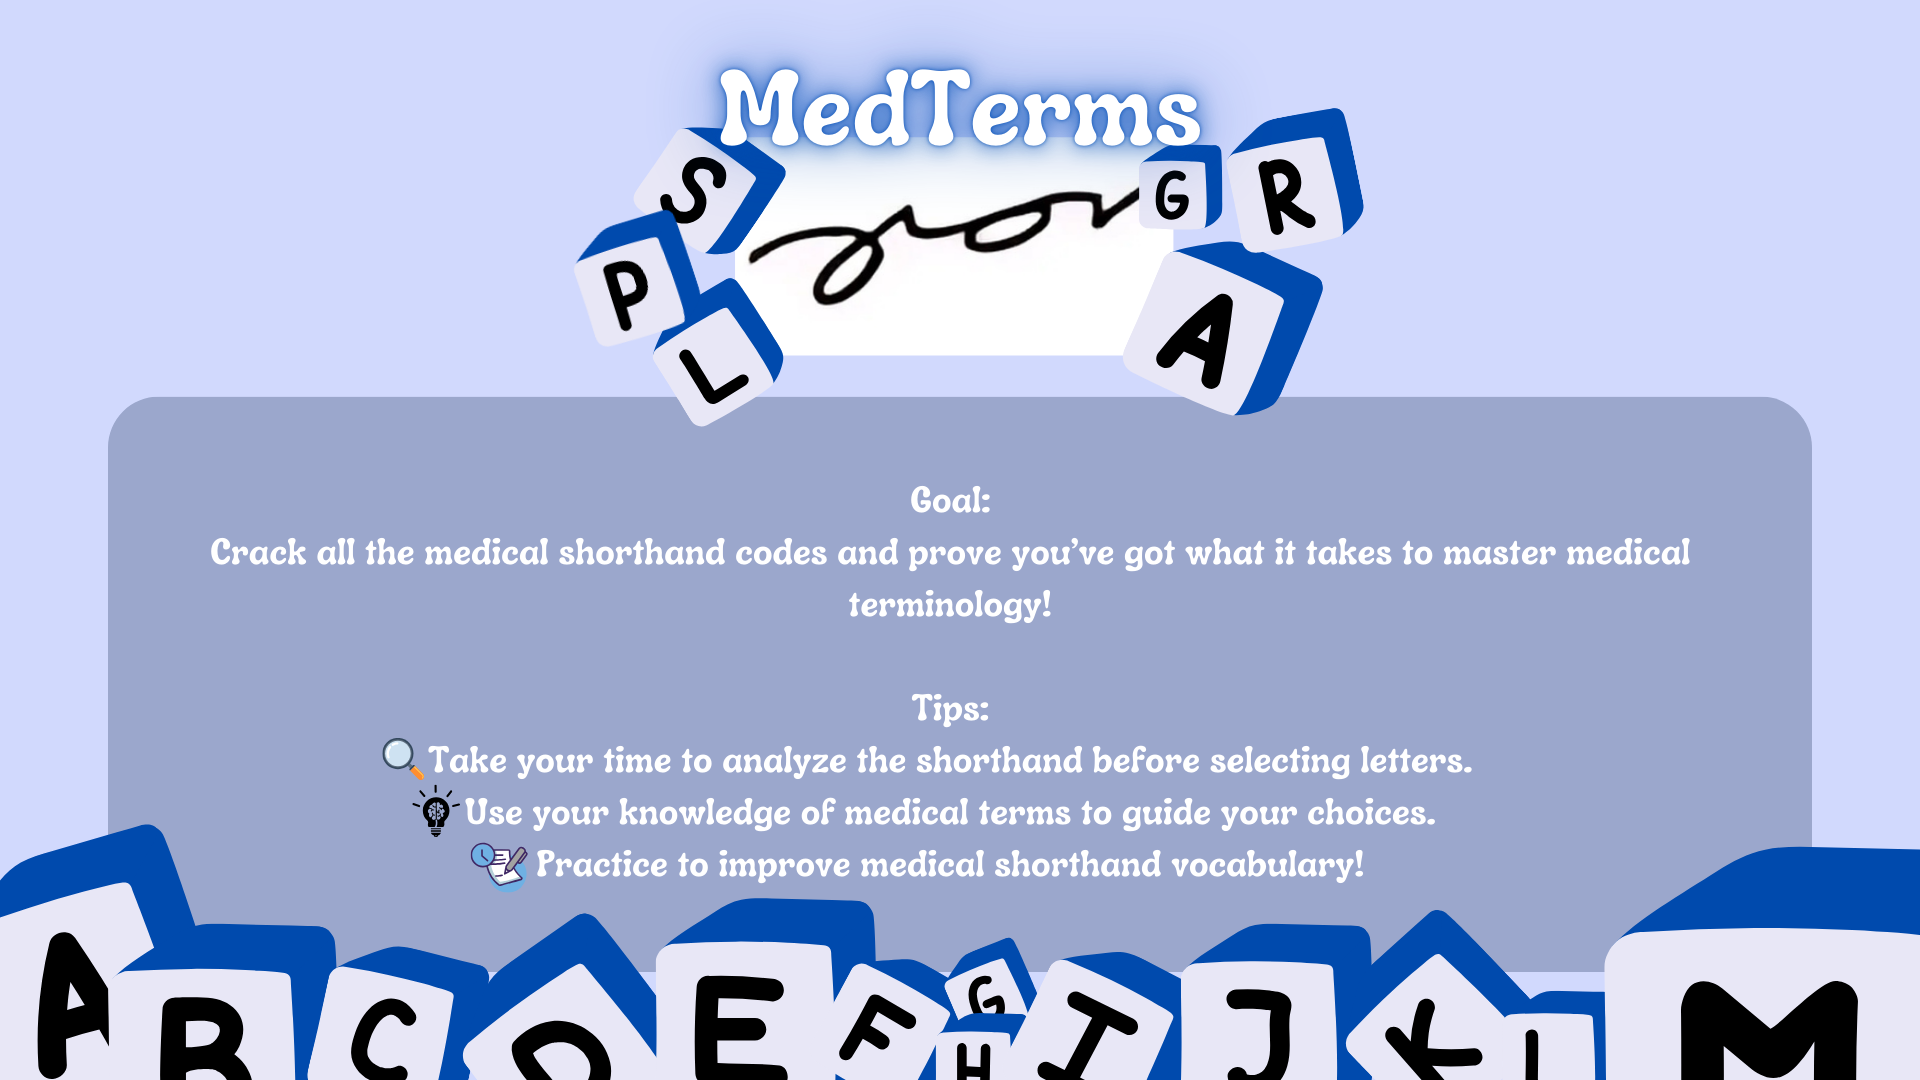 MedTerms
S
G R
P
L
A
Goal:
Crack all the medical shorthand codes and prove you’ve got what it takes to master medical
terminology!
Tips:
Take your time to analyze the shorthand before selecting letters.
Use your knowledge of medical terms to guide your choices.
Practice to improve medical shorthand vocabulary!
A B C D E F G H I J K L M